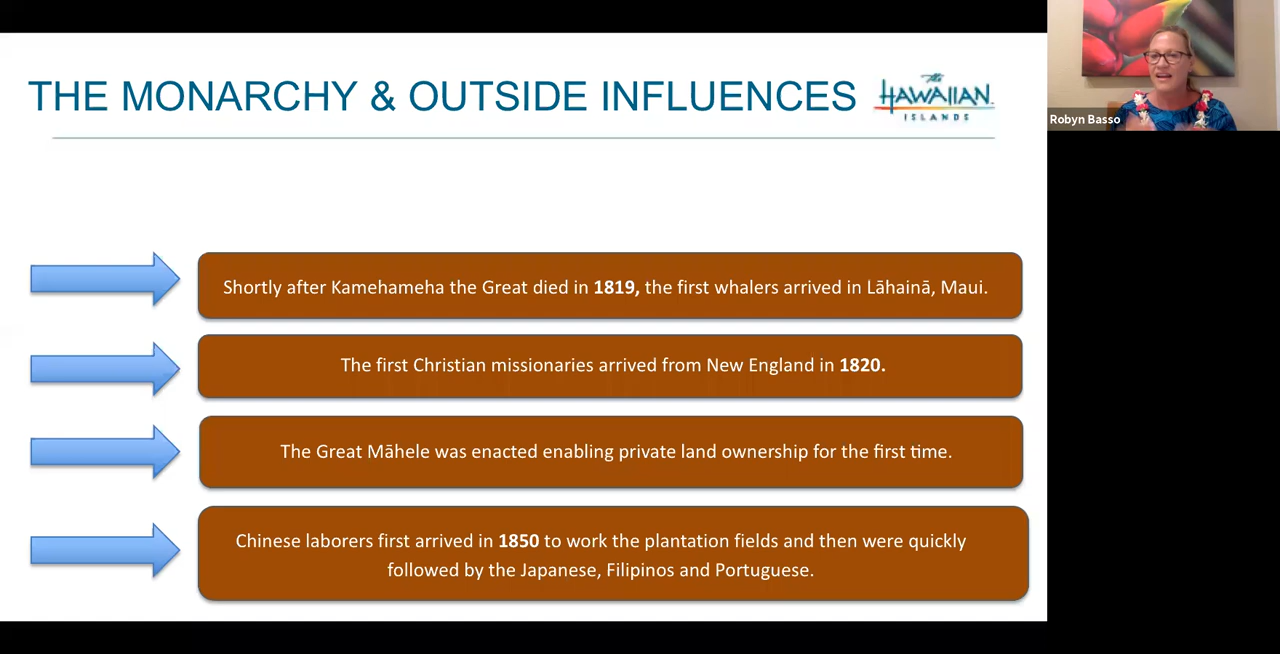 THE MONARCHY & OUTSIDE INFLUENCES
the
HAWAIIAN
ISLANDS
Robyn Basso
Shortly after Kamehameha the Great died in 1819, the first whalers arrived in Lāhainā, Maui.
The first Christian missionaries arrived from New England in 1820.
The Great Māhele was enacted enabling private land ownership for the first time.
Chinese laborers first arrived in 1850 to work the plantation fields and then were quickly
followed by the Japanese, Filipinos and Portuguese.